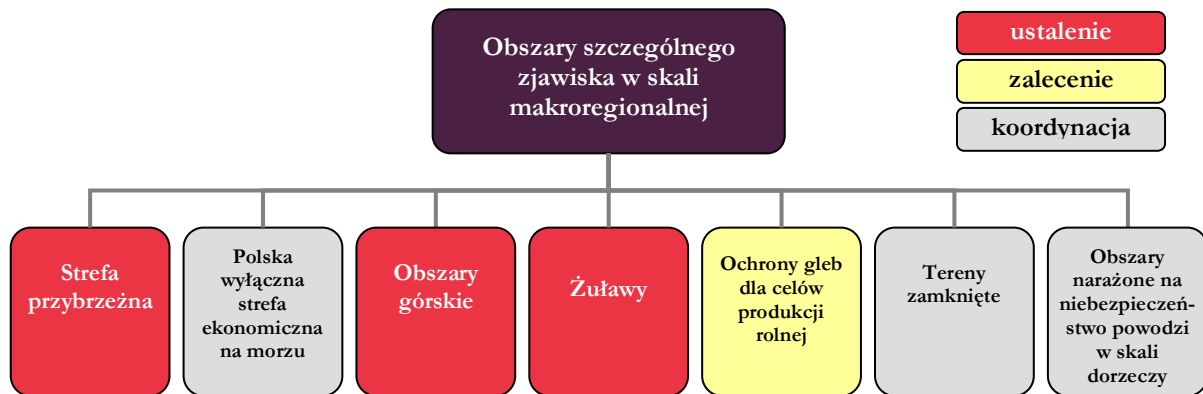 Obszary szczególnego
zjawiska w skali
makroregionalnej
ustalenie
zalecenie
koordynacja
Strefa
przybrzeżna
Polska
wyłączna
strefa
ekonomiczna
na morzu
Obszary
górskie
Żuławy
Ochrony gleb
dla celów
produkcji
rolnej
Tereny
zamknięte
Obszary
narażone na
niebezpieczeń-
stwo powodzi
w skali
dorzeczy